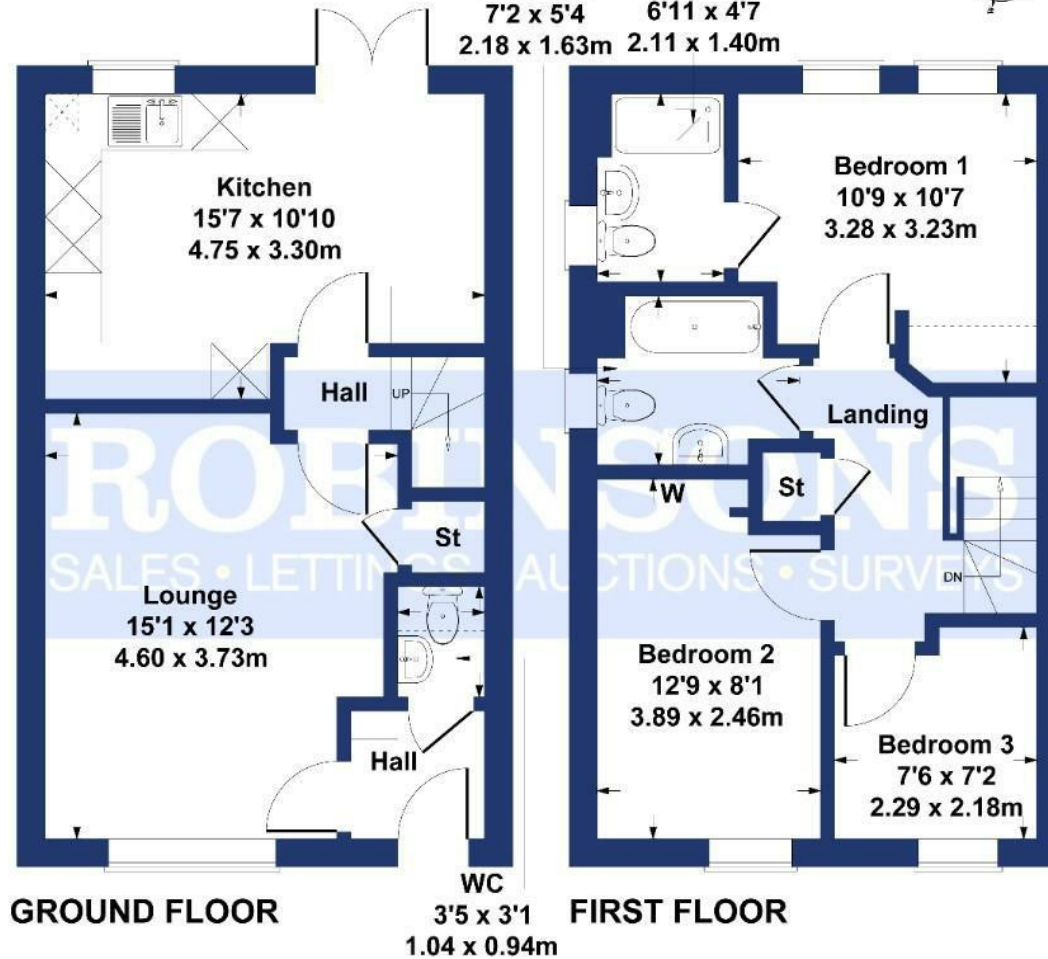 7'2 x 5'4
2.18 x 1.63m
6'11 x 4'7
2.11 x 1.40m
Kitchen
15'7 x 10'10
4.75 x 3.30m
Bedroom 1
10'9 x 10'7
3.28 x 3.23m
Hall
UP
Landing
ROBINSONS
SALES • LETTINGS • AUCTIONS • SURVEYS
W
St
St
DN
Lounge
15'1 x 12'3
4.60 x 3.73m
Bedroom 2
12'9 x 8'1
3.89 x 2.46m
Hall
Bedroom 3
7'6 x 7'2
2.29 x 2.18m
WC
3'5 x 3'1
1.04 x 0.94m
GROUND FLOOR
FIRST FLOOR